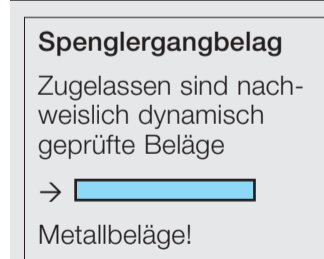 Spenglergangbelag
Zugelassen sind nach-
weislich dynamisch
geprüfte Beläge
→
Metallbeläge!